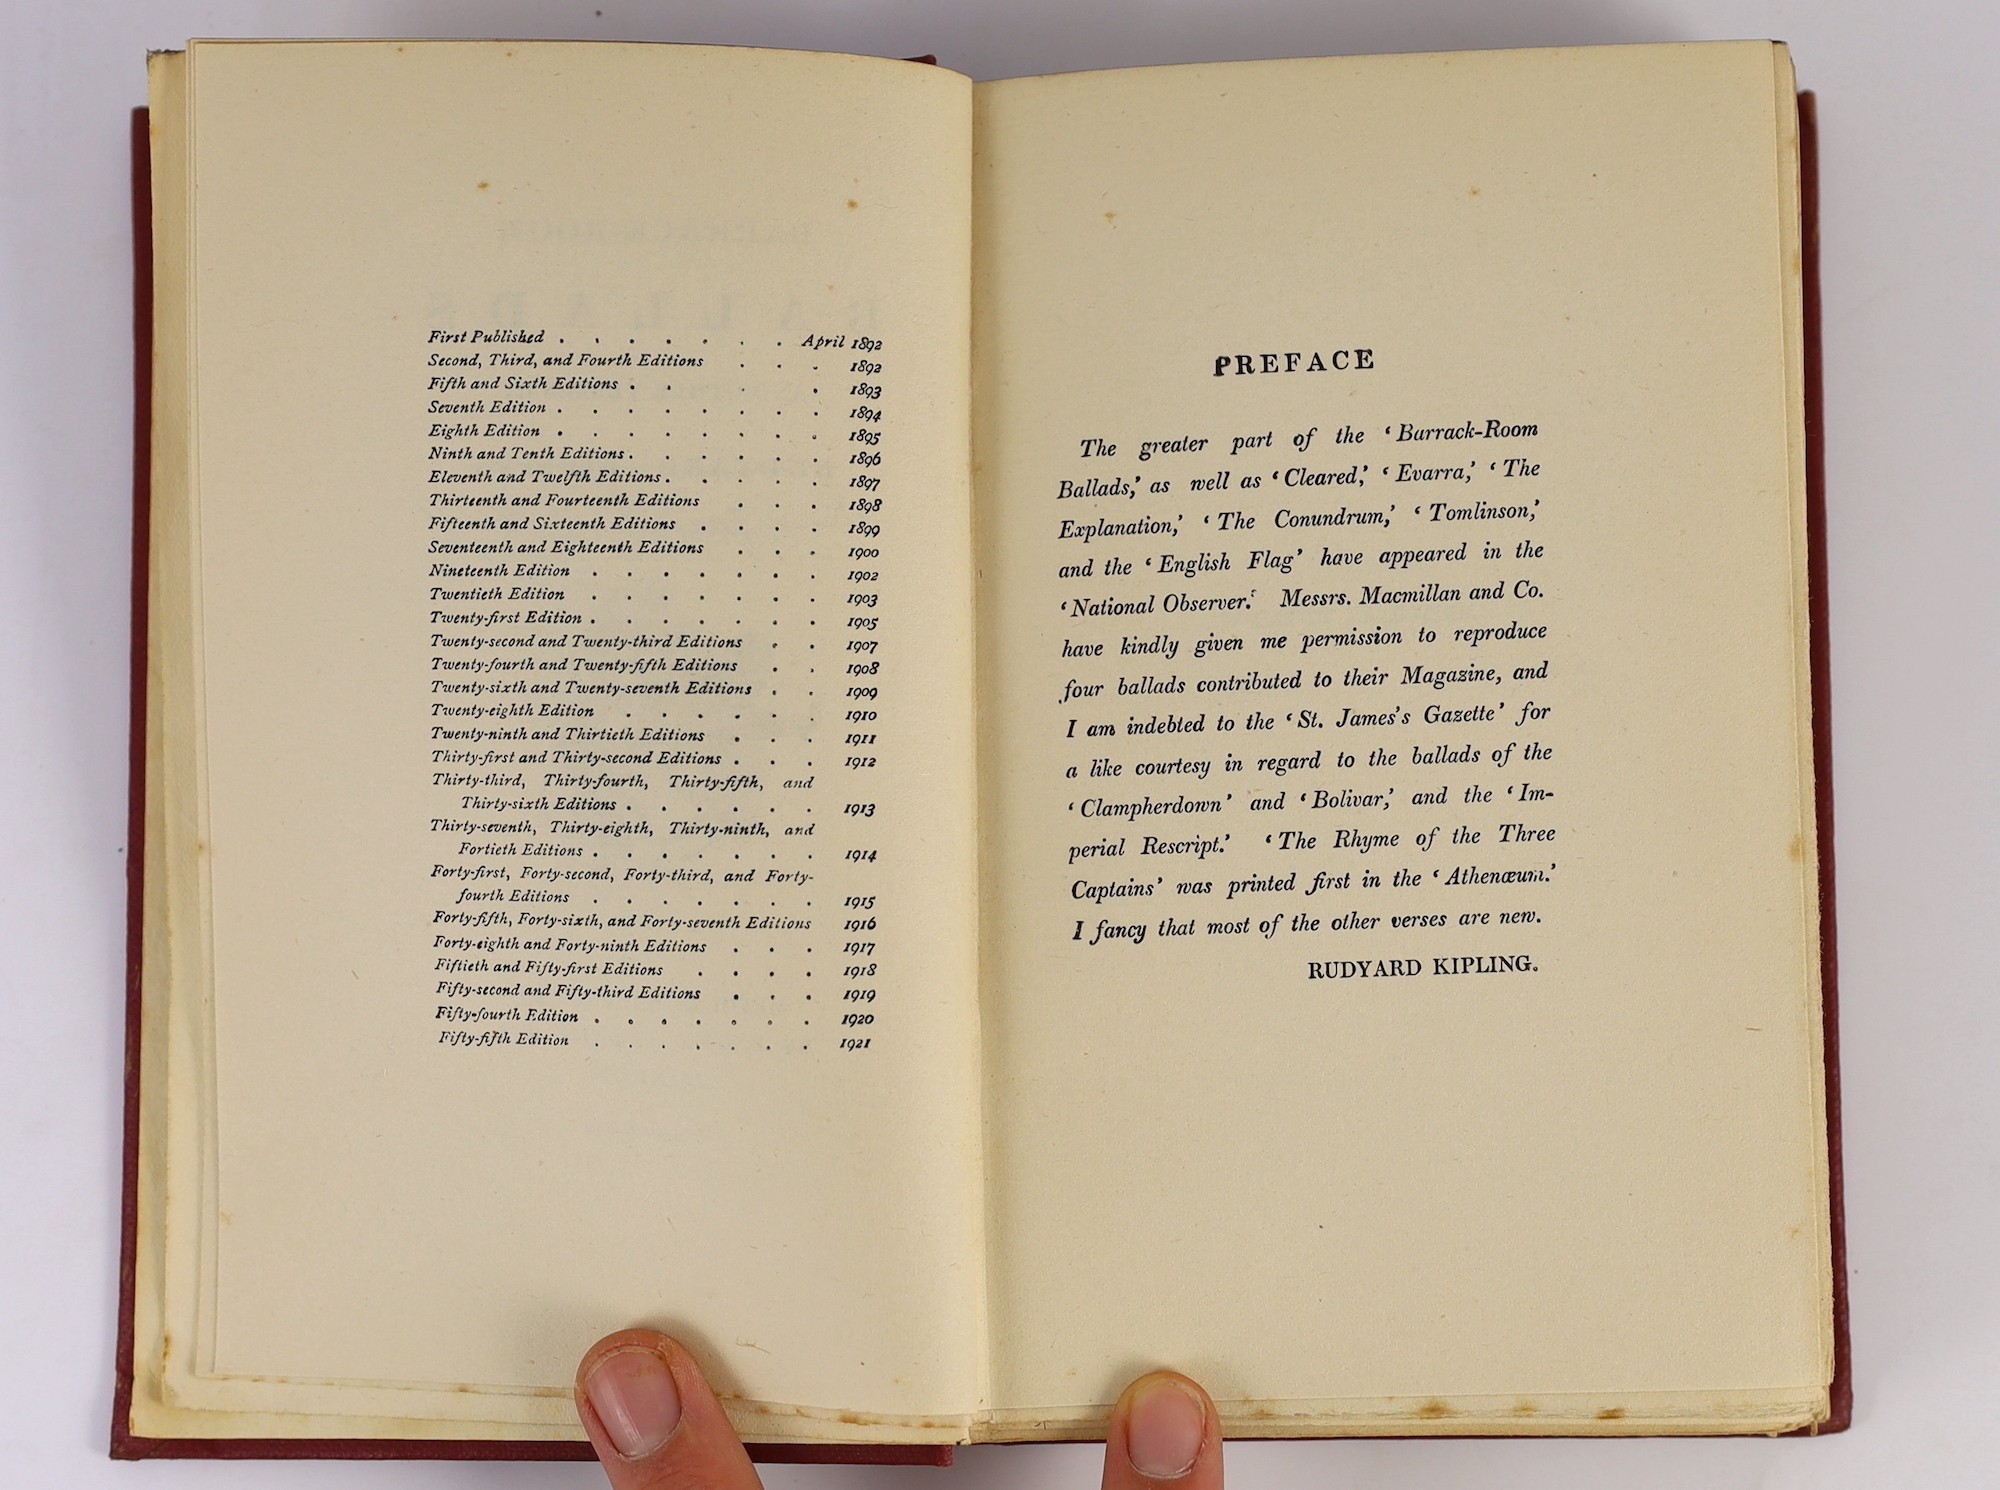 First Published . . . . . . . April 1892
Second, Third, and Fourth Editions . . . 1892
Fifth and Sixth Editions . . . . 1893
Seventh Edition . . . . . . . . 1894
Eighth Edition . . . . . . . . 1895
Ninth and Tenth Editions . . . . . . 1896
Eleventh and Twelfth Editions . . . . . 1897
Thirteenth and Fourteenth Editions . . . 1898
Fifteenth and Sixteenth Editions . . . . 1899
Seventeenth and Eighteenth Editions . . . 1900
Nineteenth Edition . . . . . . . 1902
Twentieth Edition . . . . . . . 1903
Twenty-first Edition . . . . . . . 1905
Twenty-second and Twenty-third Editions . . 1907
Twenty-fourth and Twenty-fifth Editions . . 1908
Twenty-sixth and Twenty-seventh Editions . . 1909
Twenty-eighth Edition . . . . . . 1910
Twenty-ninth and Thirtieth Editions . . . 1911
Thirty-first and Thirty-second Editions . . . 1912
Thirty-third, Thirty-fourth, Thirty-fifth, and
Thirty-sixth Editions . . . . . . 1913
Thirty-seventh, Thirty-eighth, Thirty-ninth, and
Fortieth Editions . . . . . . . 1914
Forty-first, Forty-second, Forty-third, and Forty-
fourth Editions . . . . . . . 1915
Forty-fifth, Forty-sixth, and Forty-seventh Editions 1916
Forty-eighth and Forty-ninth Editions . . . 1917
Fiftieth and Fifty-first Editions . . . . 1918
Fifty-second and Fifty-third Editions . . . 1919
Fifty-fourth Edition . . . . . . . 1920
Fifty-fifth Edition . . . . . . . 1921
PREFACE
The greater part of the ‘Barrack-Room
Ballads,’ as well as ‘Cleared,’ ‘Evarra,’ ‘The
Explanation,’ ‘The Conundrum,’ ‘Tomlinson,’
and the ‘English Flag’ have appeared in the
‘National Observer.’ Messrs. Macmillan and Co.
have kindly given me permission to reproduce
four ballads contributed to their Magazine, and
I am indebted to the ‘St. James’s Gazette’ for
a like courtesy in regard to the ballads of the
‘Clampherdown’ and ‘Bolivar,’ and the ‘Im-
perial Rescript.’ ‘The Rhyme of the Three
Captains’ was printed first in the ‘Athenæum.’
I fancy that most of the other verses are new.
RUDYARD KIPLING.